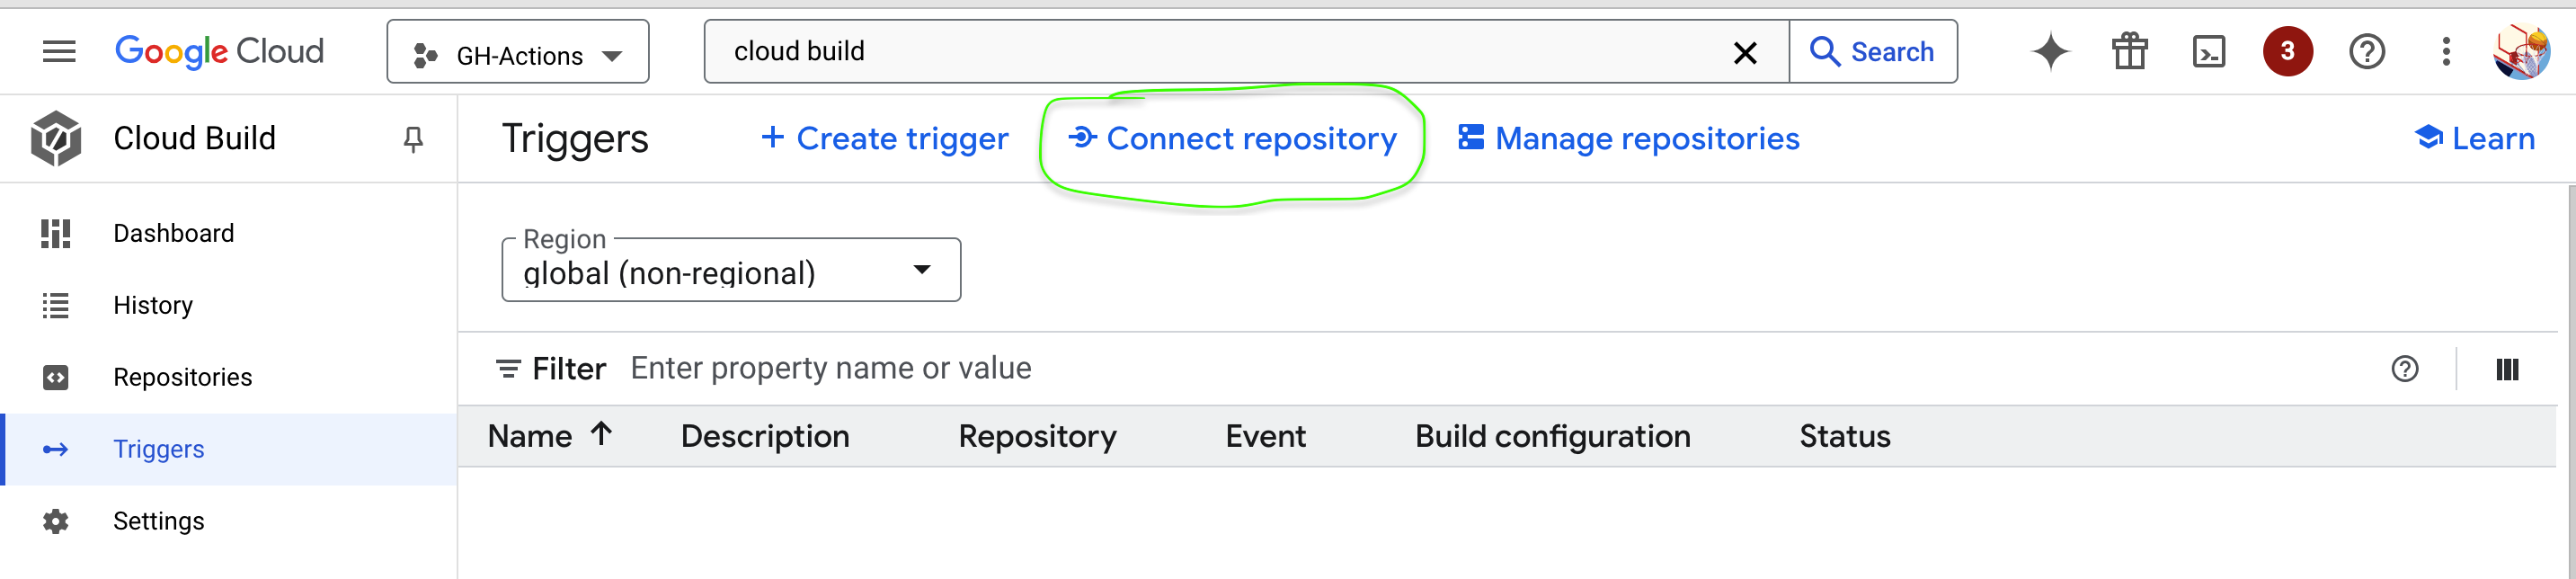 Google Cloud
GH-Actions
cloud build
Search
3
Cloud Build
Triggers
Create trigger
Connect repository
Manage repositories
Learn
Dashboard
History
Repositories
Triggers
Settings
Region
global (non-regional)
Filter Enter property name or value
Name Description Repository Event Build configuration Status